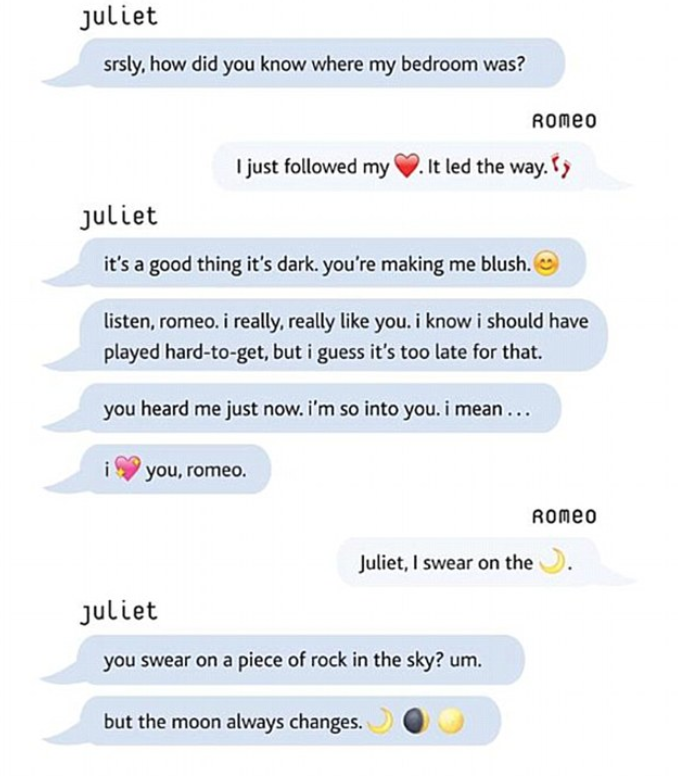 juliet
srsly, how did you know where my bedroom was?
Romeo
I just followed my ❤️. It led the way.👣
juliet
it's a good thing it's dark. you're making me blush.😊
listen, romeo. i really, really like you. i know i should have
played hard-to-get, but i guess it's too late for that.
you heard me just now. i'm so into you. i mean . . .
i 💖 you, romeo.
Romeo
Juliet, I swear on the 🌙.
juliet
you swear on a piece of rock in the sky? um.
but the moon always changes. 🌙 🌒 🌕